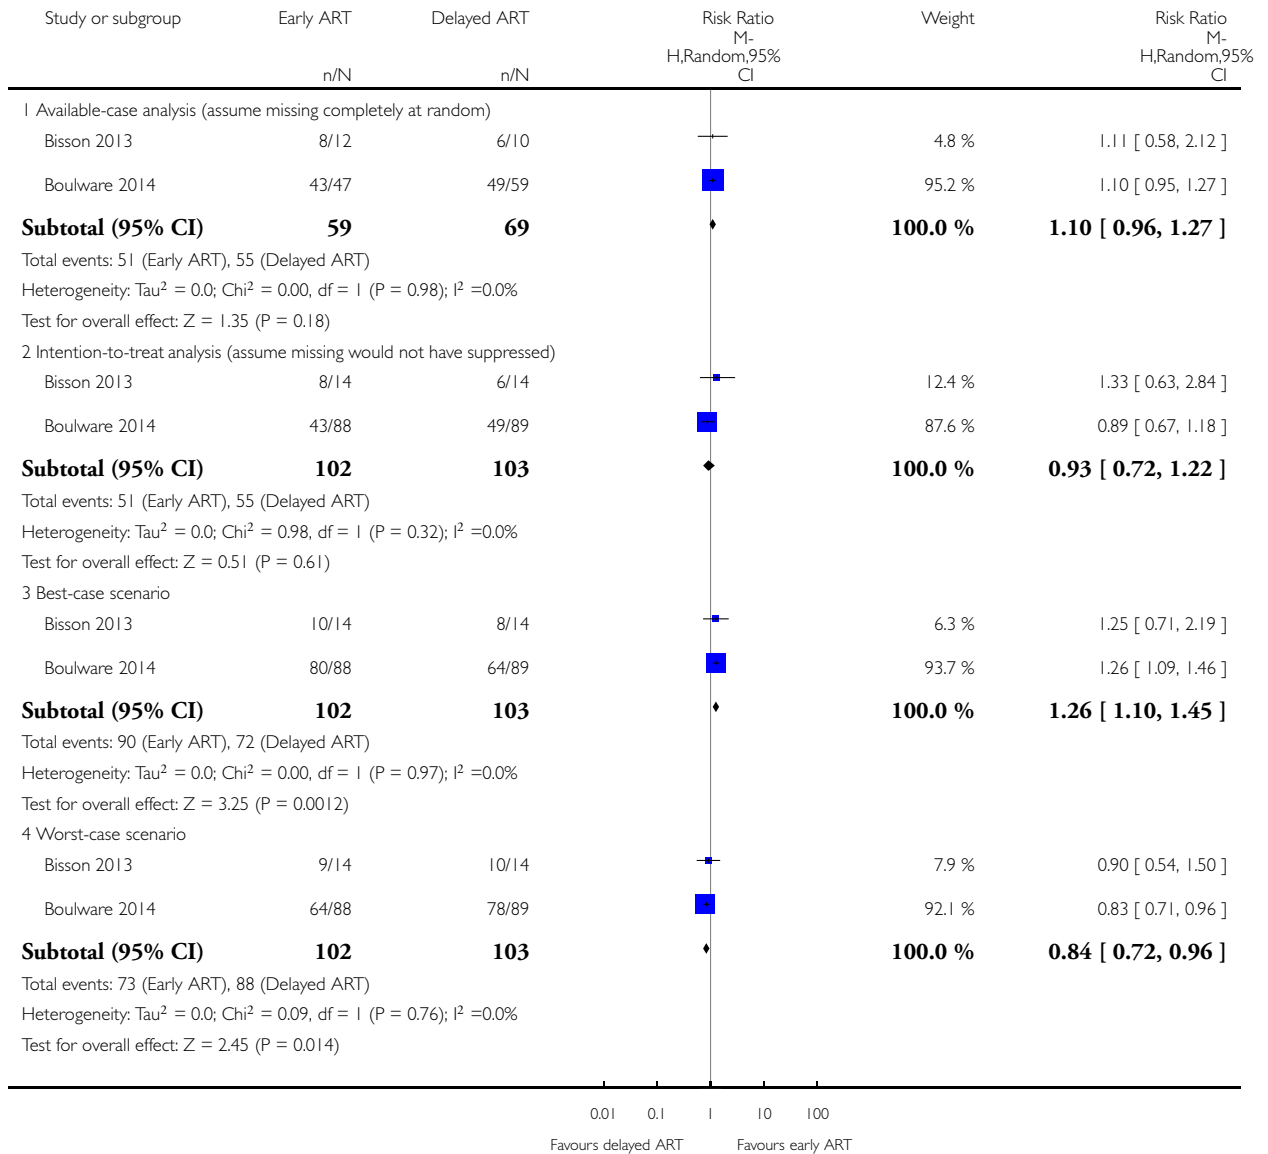 Study or subgroup Early ART Delayed ART Risk Ratio Weight Risk Ratio
M- M-
H,Random,95% H,Random,95%
n/N n/N CI CI
1 Available-case analysis (assume missing completely at random)
Bisson 2013 8/12 6/10 4.8 % 1.11 [ 0.58, 2.12 ]
Boulware 2014 43/47 49/59 95.2 % 1.10 [ 0.95, 1.27 ]
Subtotal (95% CI) 59 69 100.0 % 1.10 [ 0.96, 1.27 ]
Total events: 51 (Early ART), 55 (Delayed ART)
Heterogeneity: Tau² = 0.0; Chi² = 0.00, df = 1 (P = 0.98); I² =0.0%
Test for overall effect: Z = 1.35 (P = 0.18)
2 Intention-to-treat analysis (assume missing would not have suppressed)
Bisson 2013 8/14 6/14 12.4 % 1.33 [ 0.63, 2.84 ]
Boulware 2014 43/88 49/89 87.6 % 0.89 [ 0.67, 1.18 ]
Subtotal (95% CI) 102 103 100.0 % 0.93 [ 0.72, 1.22 ]
Total events: 51 (Early ART), 55 (Delayed ART)
Heterogeneity: Tau² = 0.0; Chi² = 0.98, df = 1 (P = 0.32); I² =0.0%
Test for overall effect: Z = 0.51 (P = 0.61)
3 Best-case scenario
Bisson 2013 10/14 8/14 6.3 % 1.25 [ 0.71, 2.19 ]
Boulware 2014 80/88 64/89 93.7 % 1.26 [ 1.09, 1.46 ]
Subtotal (95% CI) 102 103 100.0 % 1.26 [ 1.10, 1.45 ]
Total events: 90 (Early ART), 72 (Delayed ART)
Heterogeneity: Tau² = 0.0; Chi² = 0.00, df = 1 (P = 0.97); I² =0.0%
Test for overall effect: Z = 3.25 (P = 0.0012)
4 Worst-case scenario
Bisson 2013 9/14 10/14 7.9 % 0.90 [ 0.54, 1.50 ]
Boulware 2014 64/88 78/89 92.1 % 0.83 [ 0.71, 0.96 ]
Subtotal (95% CI) 102 103 100.0 % 0.84 [ 0.72, 0.96 ]
Total events: 73 (Early ART), 88 (Delayed ART)
Heterogeneity: Tau² = 0.0; Chi² = 0.09, df = 1 (P = 0.76); I² =0.0%
Test for overall effect: Z = 2.45 (P = 0.014)
0.01 0.1 1 10 100
Favours delayed ART Favours early ART